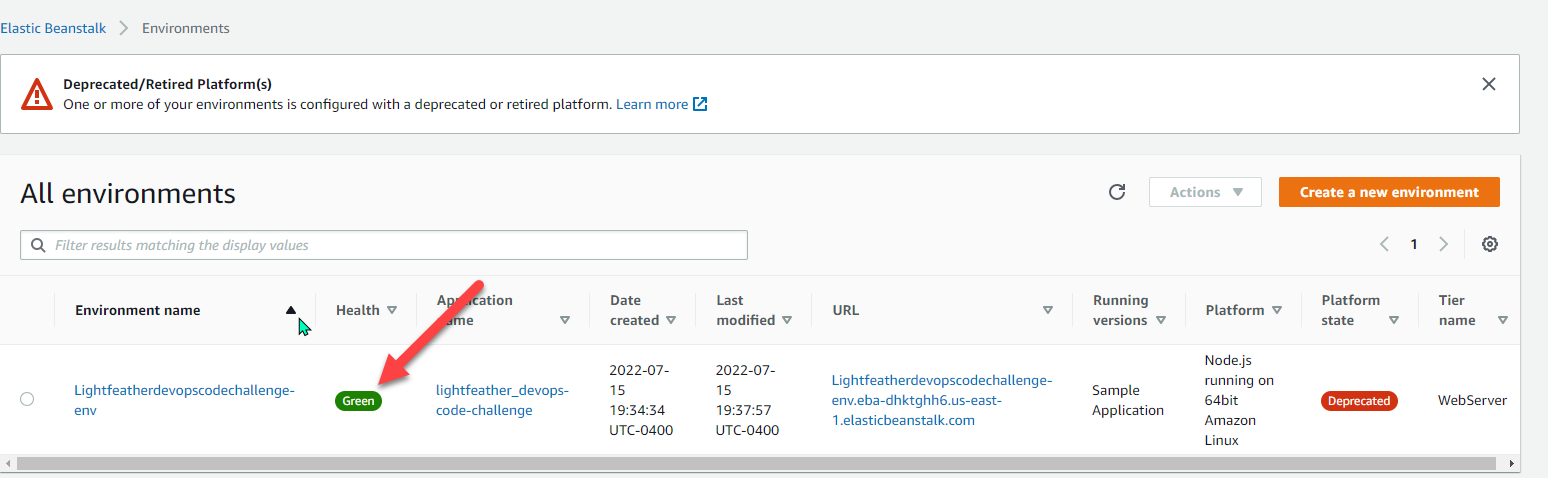 Elastic Beanstalk > Environments
Deprecated/Retired Platform(s)
One or more of your environments is configured with a deprecated or retired platform. Learn more
All environments
Actions
Create a new environment
Filter results matching the display values
1
Environment name
Health
Application name
Date created
Last modified
URL
Running versions
Platform
Platform state
Tier name
Lightfeatherdevopscodechallenge-
env
Green
lightfeather_devops-
code-challenge
2022-07-
15
19:34:34
UTC-0400
2022-07-
15
19:37:57
UTC-0400
Lightfeatherdevopscodechallenge-
env.eba-dhktghh6.us-east-
1.elasticbeanstalk.com
Sample
Application
Node.js
running on
64bit
Amazon
Linux
Deprecated
WebServer